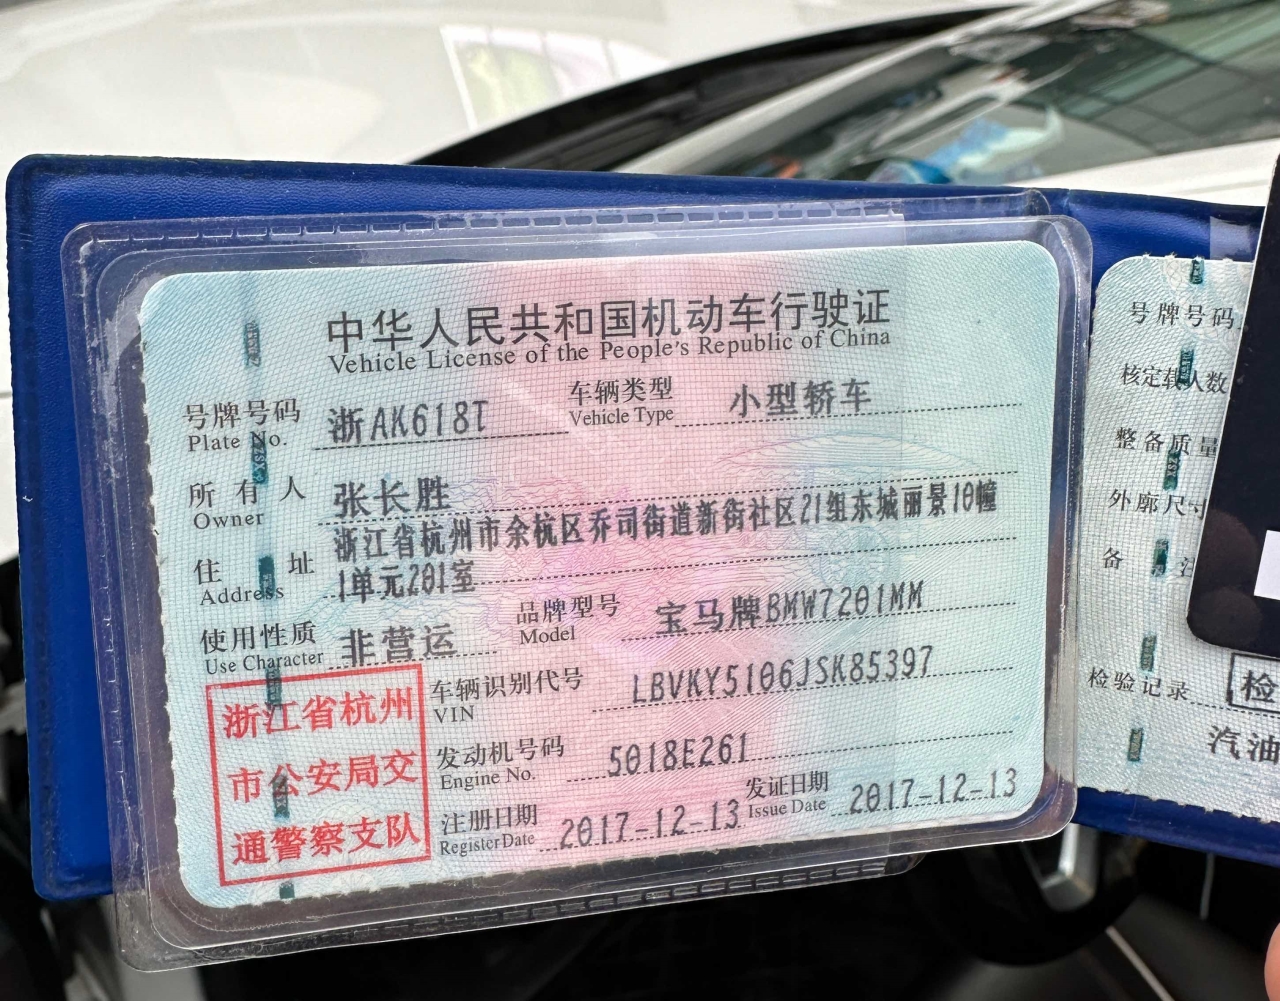 中华人民共和国机动车行驶证
Vehicle License of the People's Republic of China
号牌号码 浙AK618T 车辆类型 小型轿车
Plate No. Vehicle Type
所有人 张长胜
Owner
住址 浙江省杭州市余杭区乔司街道新街社区21组东城丽景10幢
Address 1单元201室
使用性质 非营运 品牌型号 宝马牌BMW7201MM
Use Character Model
车辆识别代号 LBVKY5106JSK85397
VIN
发动机号码 5018E261
Engine No.
注册日期 2017-12-13 发证日期 2017-12-13
Register Date Issue Date
浙江省杭州
市公安局交
通警察支队
号牌号码
核定载人数
整备质量
外廓尺寸
备注
检验记录 检
汽油